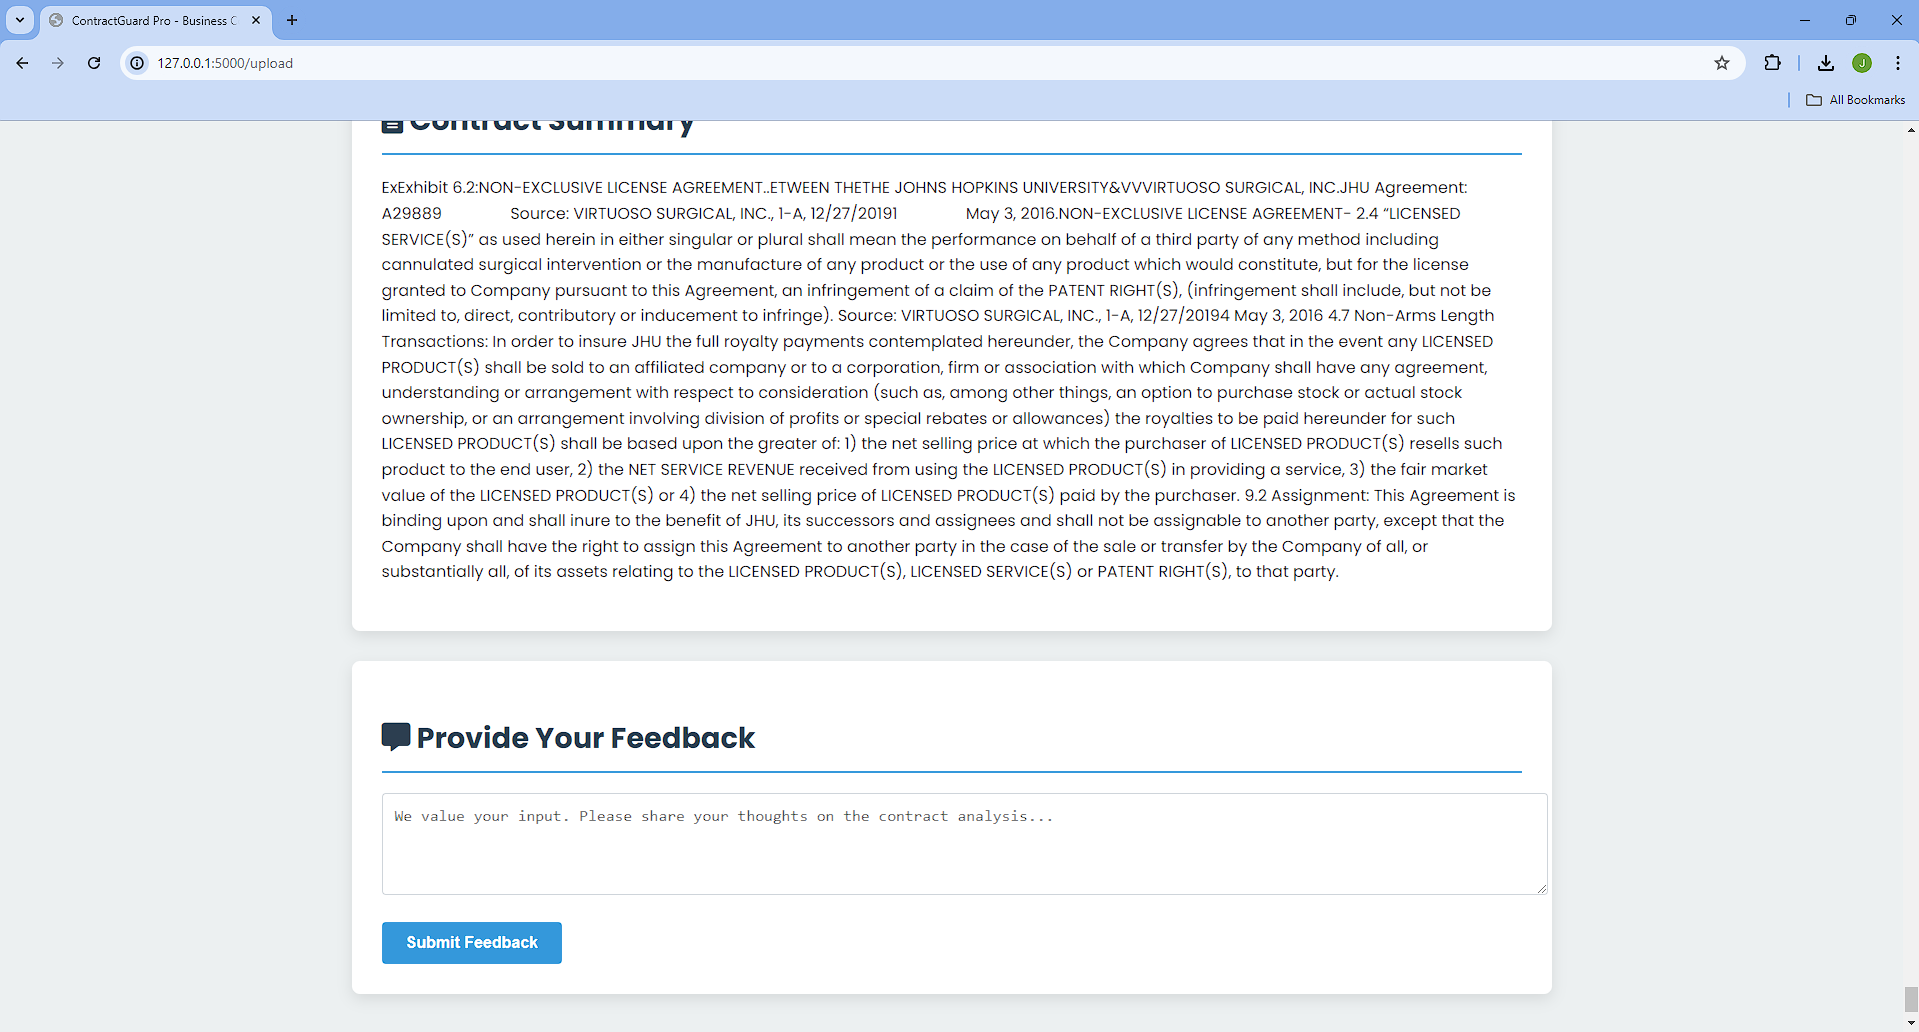 ContractGuard Pro - Business C
127.0.0.1:5000/upload
J
All Bookmarks
Contract Summary
ExExhibit 6.2:NON-EXCLUSIVE LICENSE AGREEMENT..ETWEEN THETHE JOHNS HOPKINS UNIVERSITY&VVVIRTUOSO SURGICAL, INC.JHU Agreement:
A29889 Source: VIRTUOSO SURGICAL, INC., 1-A, 12/27/20191 May 3, 2016.NON-EXCLUSIVE LICENSE AGREEMENT- 2.4 “LICENSED
SERVICE(S)” as used herein in either singular or plural shall mean the performance on behalf of a third party of any method including
cannulated surgical intervention or the manufacture of any product or the use of any product which would constitute, but for the license
granted to Company pursuant to this Agreement, an infringement of a claim of the PATENT RIGHT(S), (infringement shall include, but not be
limited to, direct, contributory or inducement to infringe). Source: VIRTUOSO SURGICAL, INC., 1-A, 12/27/20194 May 3, 2016 4.7 Non-Arms Length
Transactions: In order to insure JHU the full royalty payments contemplated hereunder, the Company agrees that in the event any LICENSED
PRODUCT(S) shall be sold to an affiliated company or to a corporation, firm or association with which Company shall have any agreement,
understanding or arrangement with respect to consideration (such as, among other things, an option to purchase stock or actual stock
ownership, or an arrangement involving division of profits or special rebates or allowances) the royalties to be paid hereunder for such
LICENSED PRODUCT(S) shall be based upon the greater of: 1) the net selling price at which the purchaser of LICENSED PRODUCT(S) resells such
product to the end user, 2) the NET SERVICE REVENUE received from using the LICENSED PRODUCT(S) in providing a service, 3) the fair market
value of the LICENSED PRODUCT(S) or 4) the net selling price of LICENSED PRODUCT(S) paid by the purchaser. 9.2 Assignment: This Agreement is
binding upon and shall inure to the benefit of JHU, its successors and assignees and shall not be assignable to another party, except that the
Company shall have the right to assign this Agreement to another party in the case of the sale or transfer by the Company of all, or
substantially all, of its assets relating to the LICENSED PRODUCT(S), LICENSED SERVICE(S) or PATENT RIGHT(S), to that party.
Provide Your Feedback
We value your input. Please share your thoughts on the contract analysis...
Submit Feedback